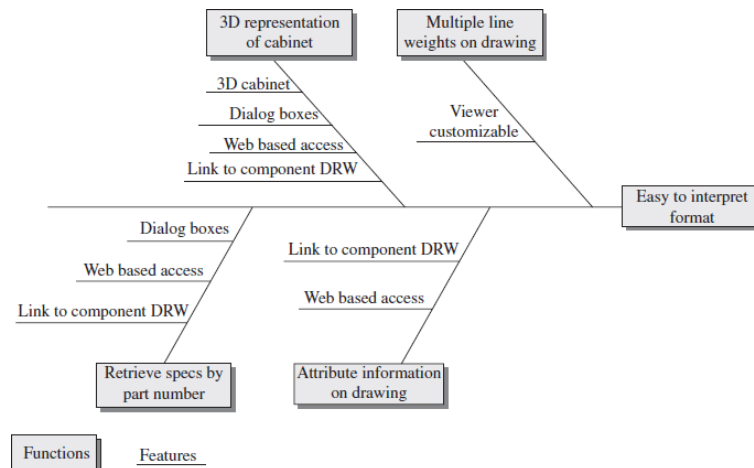 3D representation
of cabinet
Multiple line
weights on drawing
3D cabinet
Dialog boxes
Web based access
Link to component DRW
Viewer
customizable
Easy to interpret
format
Dialog boxes
Web based access
Link to component DRW
Link to component DRW
Web based access
Retrieve specs by
part number
Attribute information
on drawing
Functions
Features